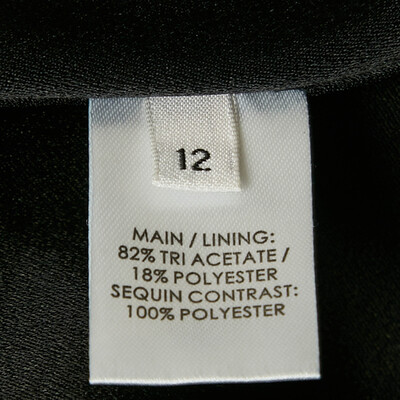 12
MAIN / LINING:
82% TRI ACETATE /
18% POLYESTER
SEQUIN CONTRAST:
100% POLYESTER